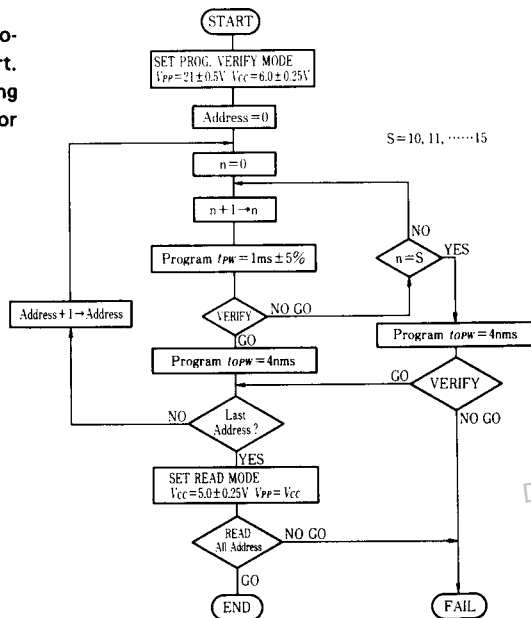 o-
rt.
ng
or
START
SET PROG. VERIFY MODE
VPP=21±0.5V VCC=6.0±0.25V
Address=0
S=10, 11, ······15
n=0
n+1→n
NO
n=S
YES
Program tPW=1ms±5%
VERIFY
NO GO
GO
Address+1→Address
Program tOPW=4nms
Program tOPW=4nms
GO
VERIFY
NO GO
NO
Last
Address?
YES
SET READ MODE
VCC=5.0±0.25V VPP=VCC
READ
All Address
NO GO
GO
END
FAIL